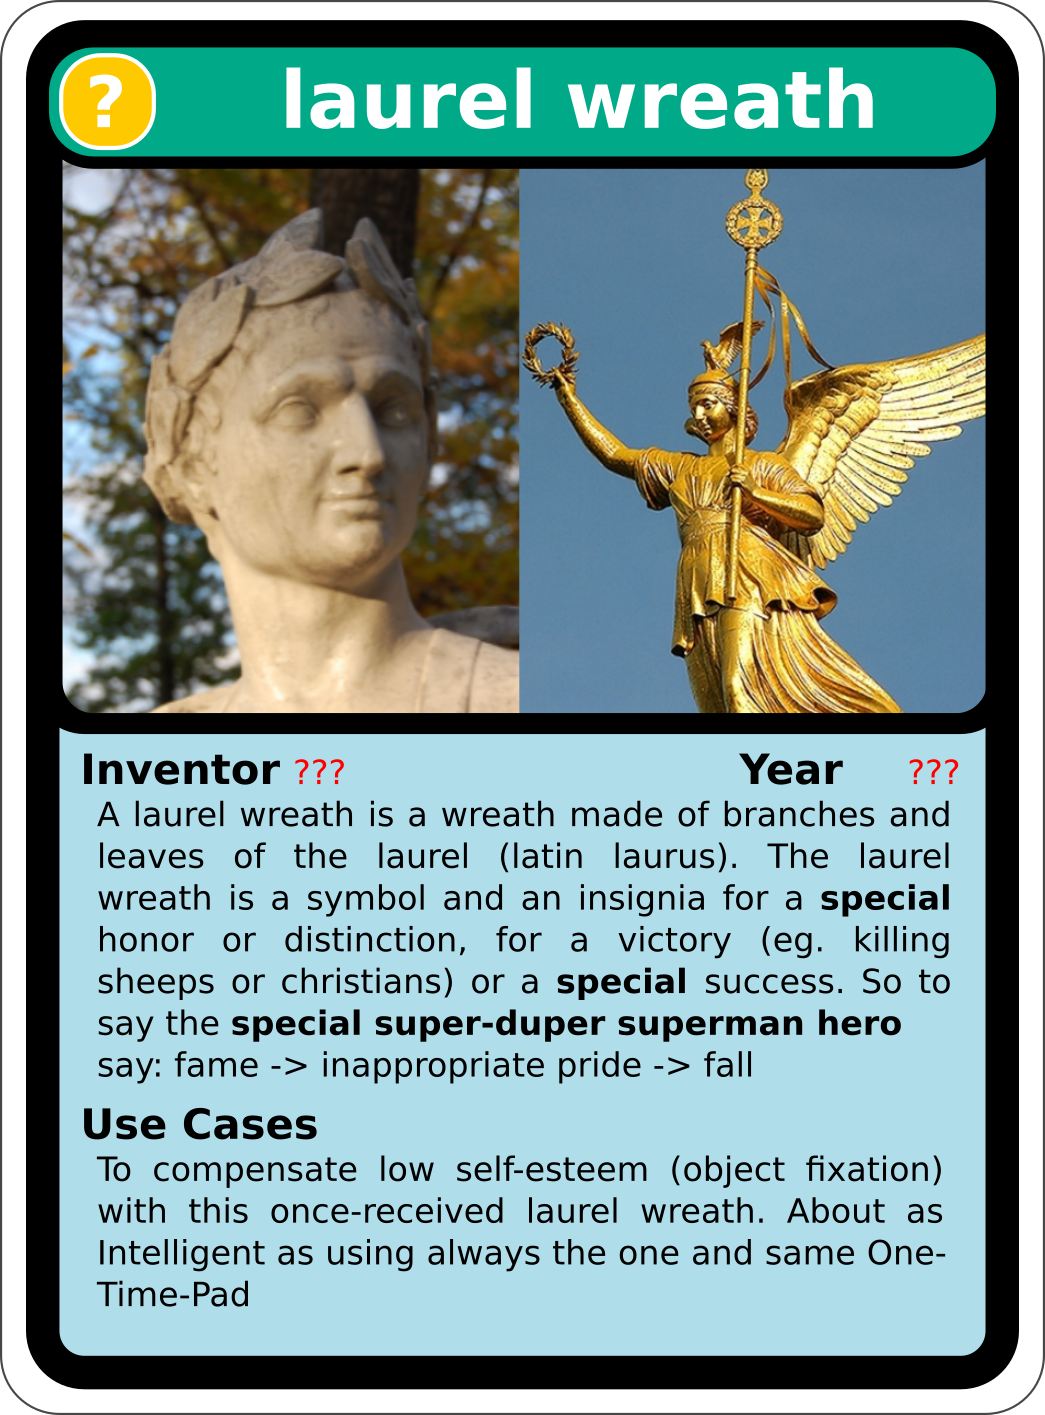 ? laurel wreath
Inventor ??? Year ???
A laurel wreath is a wreath made of branches and
leaves of the laurel (latin laurus). The laurel
wreath is a symbol and an insignia for a special
honor or distinction, for a victory (eg. killing
sheeps or christians) or a special success. So to
say the special super-duper superman hero
say: fame -> inappropriate pride -> fall
Use Cases
To compensate low self-esteem (object fixation)
with this once-received laurel wreath. About as
Intelligent as using always the one and same One-
Time-Pad